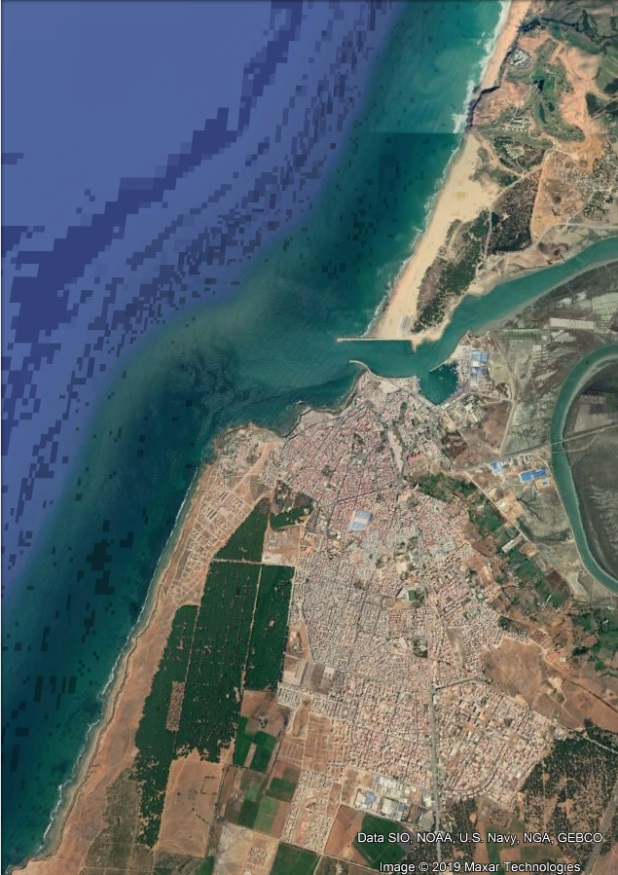 Data SIO, NOAA, U.S. Navy, NGA, GEBCO
Image © 2019 Maxar Technologies